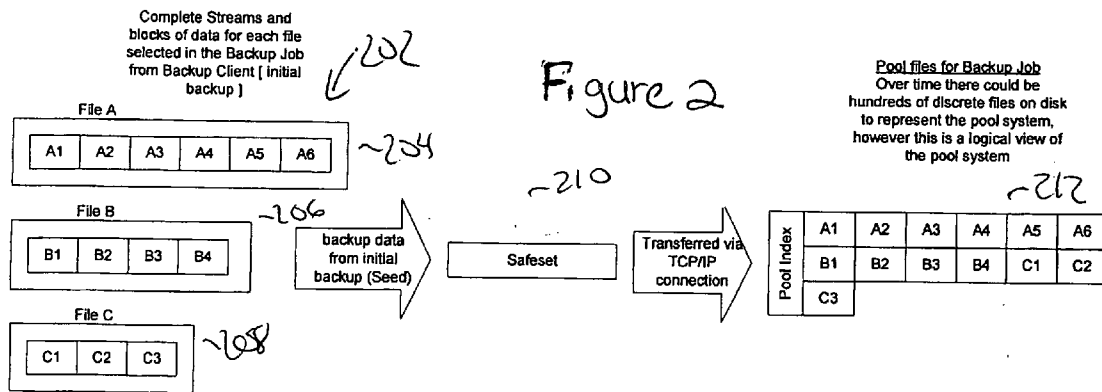 Complete Streams and
blocks of data for each file
selected in the Backup Job
from Backup Client [ initial
backup ]
202
Figure 2
Pool files for Backup Job
Over time there could be
hundreds of discrete files on disk
to represent the pool system,
however this is a logical view of
the pool system
File A
A1 A2 A3 A4 A5 A6
~204
File B
~206
B1 B2 B3 B4
File C
~208
C1 C2 C3
backup data
from initial
backup (Seed)
~210
Safeset
Transferred via
TCP/IP
connection
~212
Pool Index
A1 A2 A3 A4 A5 A6
B1 B2 B3 B4 C1 C2
C3